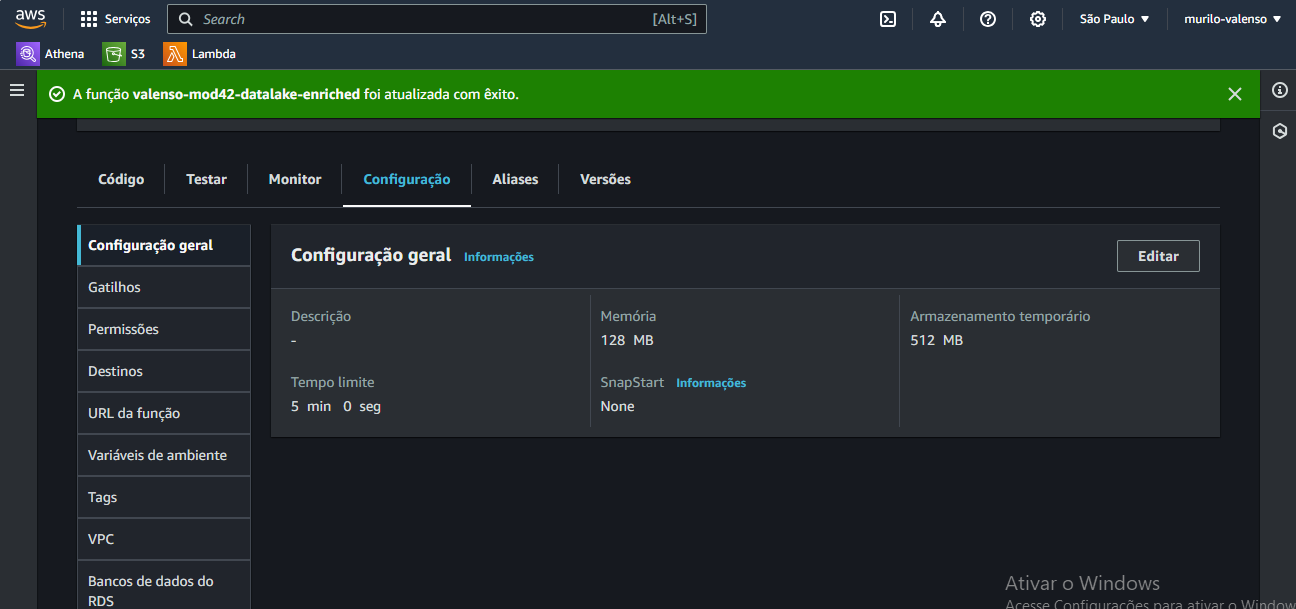 aws
Serviços
Search
[Alt+S]
São Paulo
murilo-valenso
Athena
S3
Lambda
A função valenso-mod42-datalake-enriched foi atualizada com êxito.
Código
Testar
Monitor
Configuração
Aliases
Versões
Configuração geral
Gatilhos
Permissões
Destinos
URL da função
Variáveis de ambiente
Tags
VPC
Bancos de dados do
RDS
Configuração geral Informações
Editar
Descrição
-
Tempo limite
5 min 0 seg
Memória
128 MB
SnapStart Informações
None
Armazenamento temporário
512 MB
Ativar o Windows
Acesse Configurações para ativar o Window